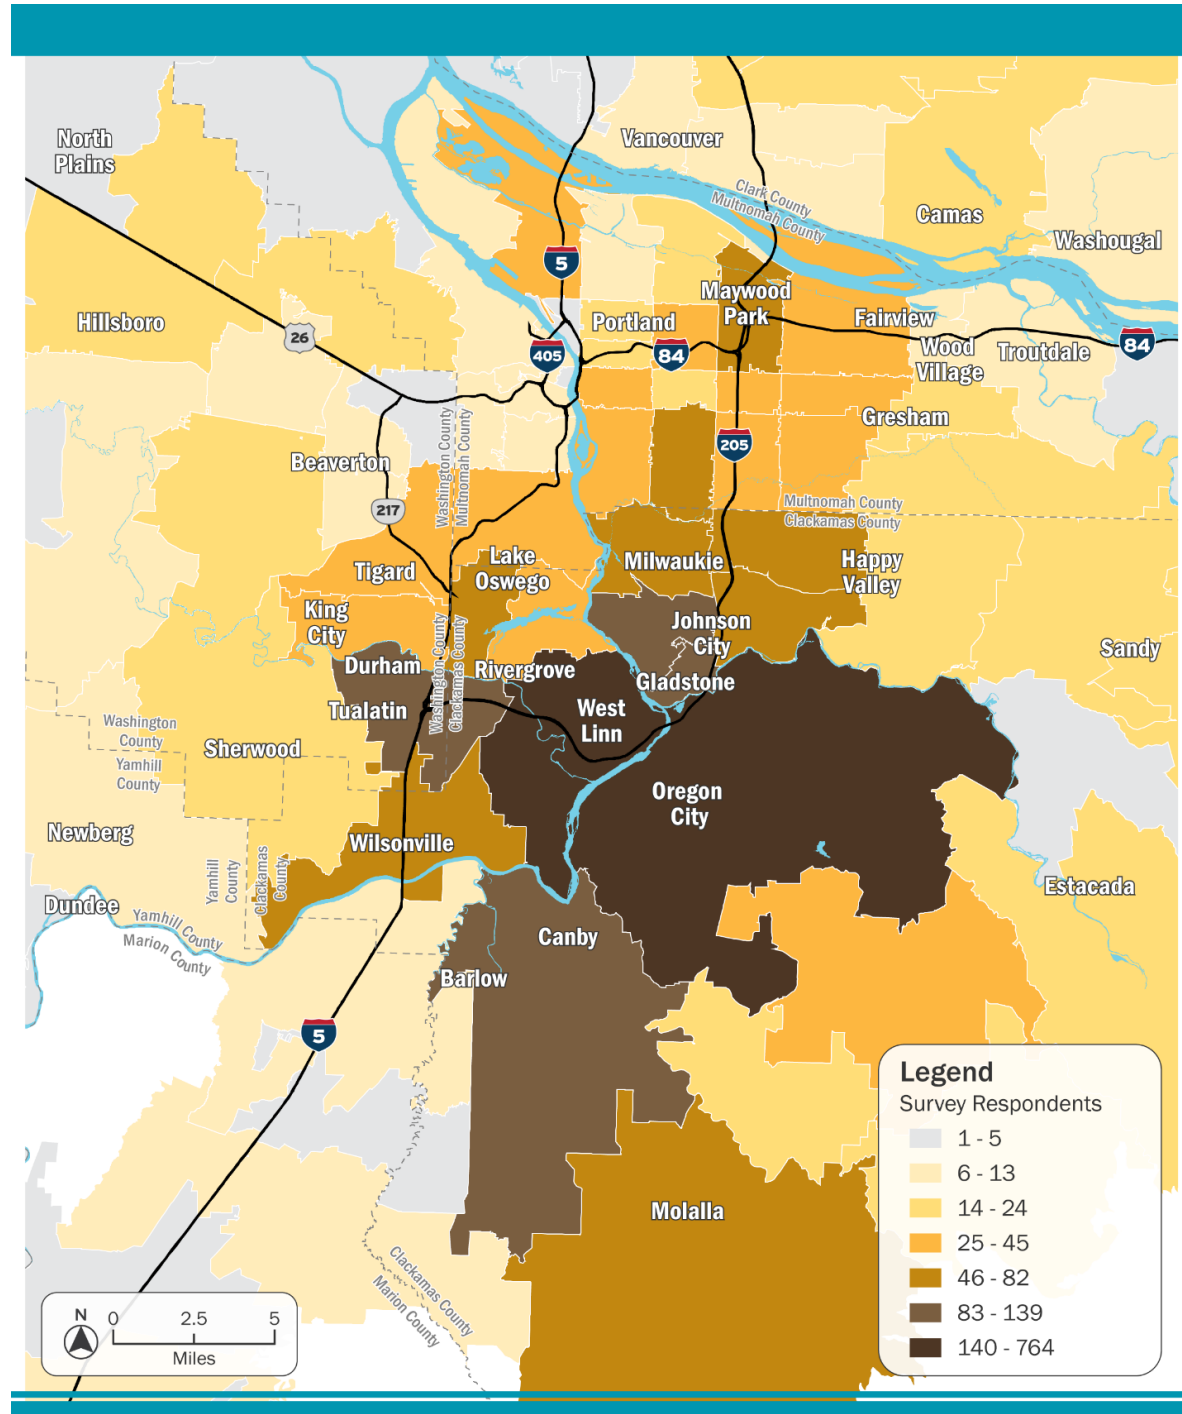 North
Plains
Vancouver
Clark County
Multnomah County
Camas
Washougal
5
Maywood
Park
Hillsboro
26
Portland
Fairview
405
84
Wood
Village
Troutdale
84
Washington County
Multnomah County
Gresham
205
Beaverton
217
Multnomah County
Clackamas County
Lake
Oswego
Milwaukie
Happy
Valley
Tigard
King
City
Johnson
City
Sandy
Washington County
Clackamas County
Durham
Rivergrove
Gladstone
Tualatin
West
Linn
Washington
County
Yamhill
County
Sherwood
Oregon
City
Newberg
Wilsonville
Yamhill
County
Clackamas
County
Estacada
Dundee
Yamhill County
Marion County
Canby
Barlow
5
Molalla
Clackamas County
Marion County
Legend
Survey Respondents
1 - 5
6 - 13
14 - 24
25 - 45
46 - 82
83 - 139
140 - 764
N
0 2.5 5
Miles